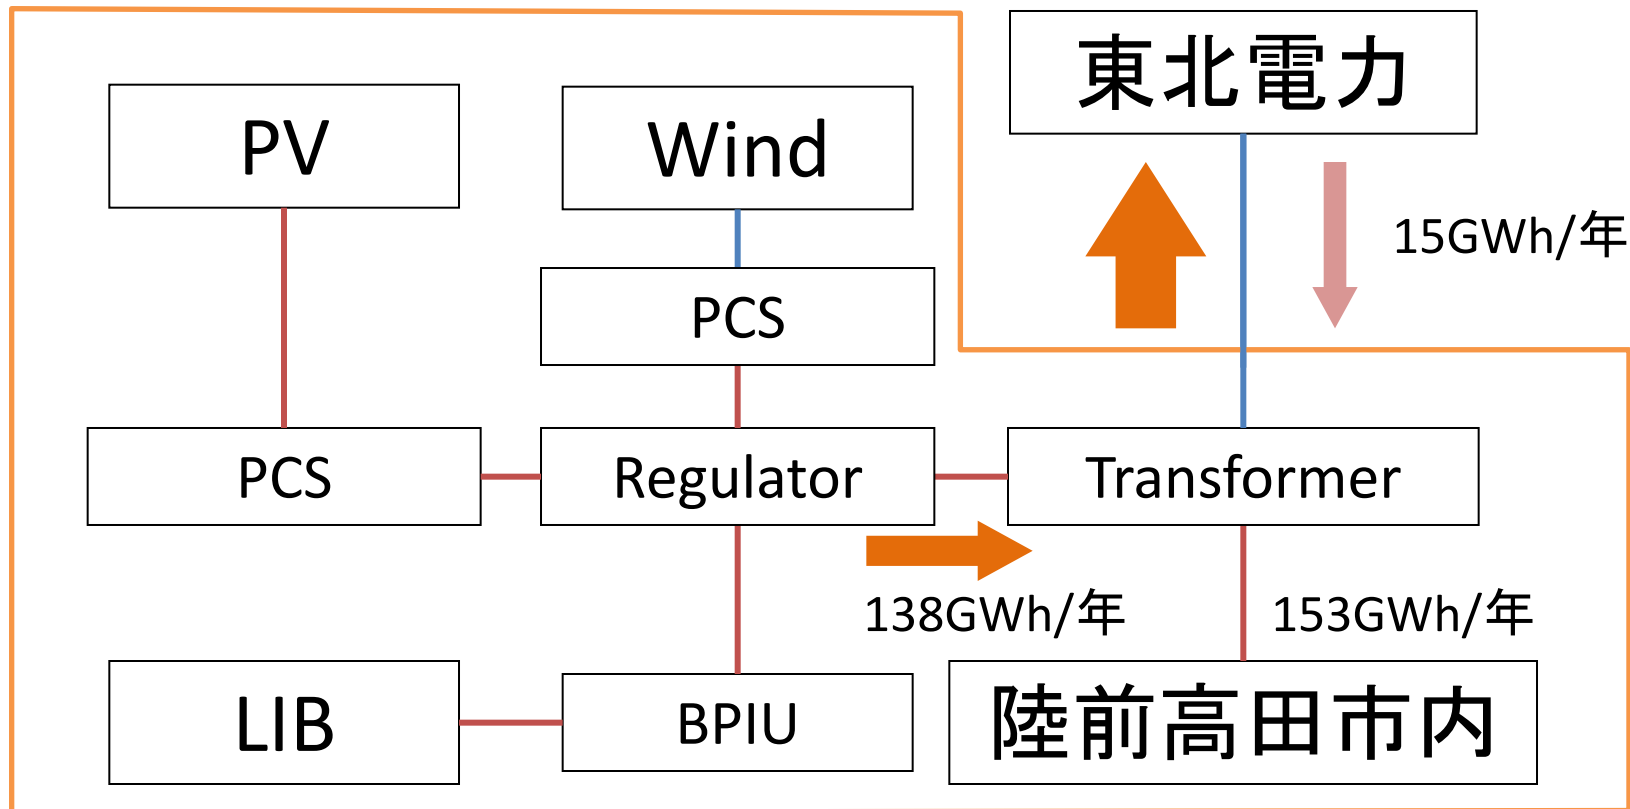 東北電力
PV
Wind
15GWh/年
PCS
PCS
Regulator
Transformer
138GWh/年
153GWh/年
LIB
BPIU
陸前高田市内